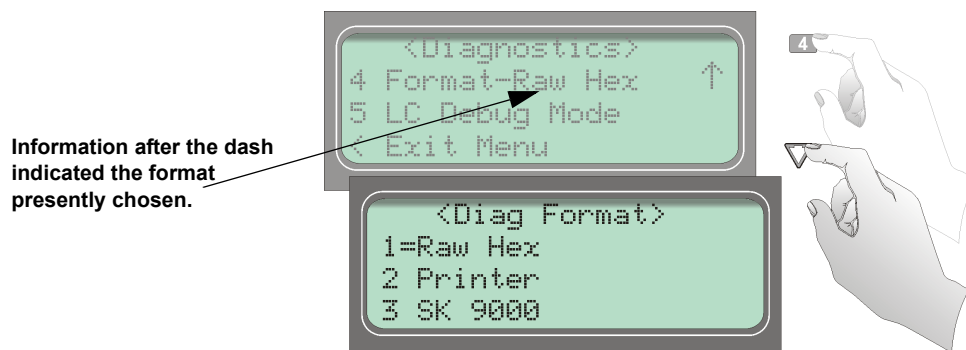 <Diagnostics>
4 Format-Raw Hex ↑
5 LC Debug Mode
< Exit Menu
4
Information after the dash
indicated the format
presently chosen.
<Diag Format>
1=Raw Hex
2 Printer
3 SK 9000